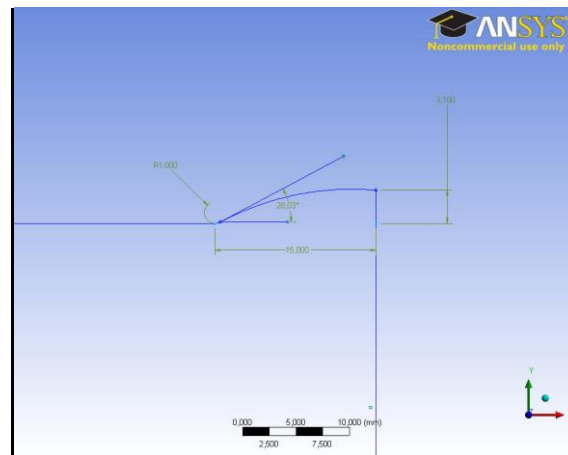 ANSYS
Noncommercial use only
3,100
R1,000
28,03°
15,000
Y
0,000 5,000 10,000 (mm)
2,500 7,500